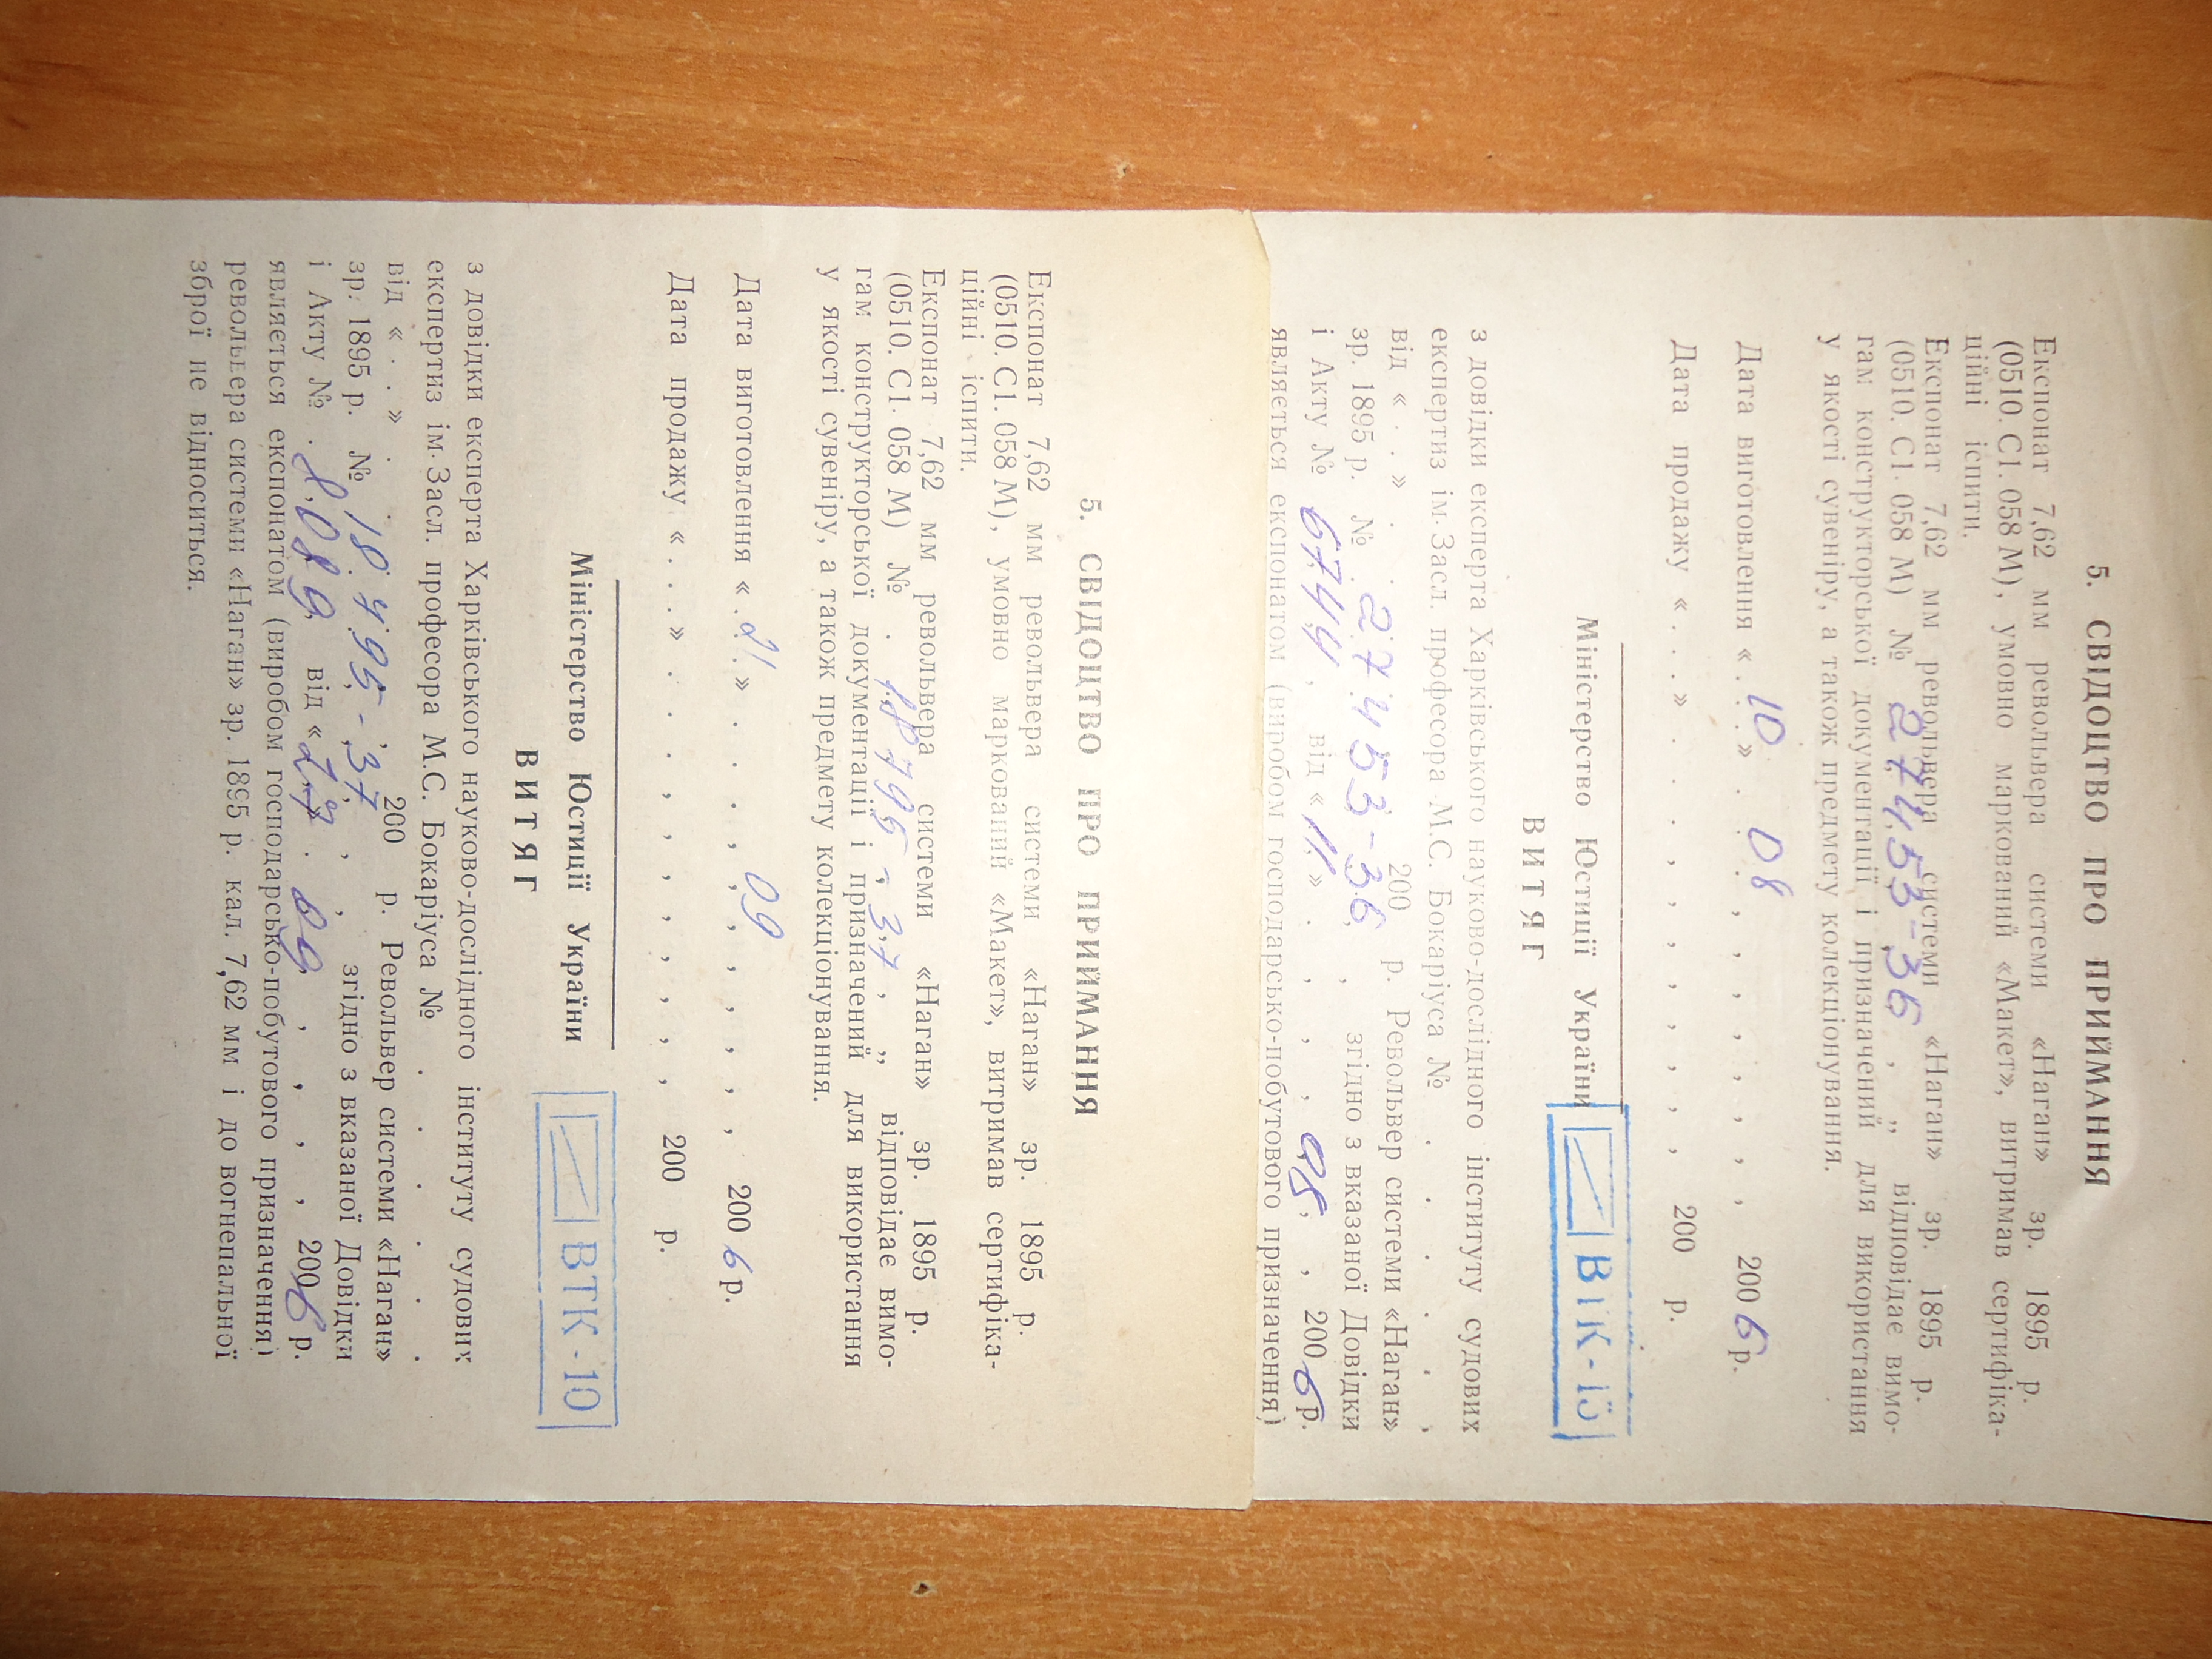 5. СВІДОЦТВО ПРО ПРИЙМАННЯ
Експонат 7,62 мм револьвера системи «Наган» зр. 1895 р.
(0510. С1. 058 М), умовно маркований «Макет», витримав сертифіка-
ційні іспити.
Експонат 7,62 мм револьвера системи «Наган» зр. 1895 р.
(0510. С1. 058 М) № 27453-36, відповідає вимо-
гам конструкторської документації і призначений для використання
у якості сувеніру, а також предмету колекціонування.
Дата виготовлення «10» 08 2006 р.
Дата продажу «...» 200 р.
Міністерство Юстиції України
ВТК-10
ВИТЯГ
з довідки експерта Харківського науково-дослідного інституту судових
експертиз ім. Засл. професора М.С. Бокаріуса №
від «..» 200 р. Револьвер системи «Наган»
зр. 1895 р. № 27453-36, згідно з вказаної Довідки
і Акту № 6744, від «11» 08, 2006 р.
являється експонатом (виробом господарсько-побутового призначення)
5. СВІДОЦТВО ПРО ПРИЙМАННЯ
Експонат 7,62 мм револьвера системи «Наган» зр. 1895 р.
(0510. С1. 058 М), умовно маркований «Макет», витримав сертифіка-
ційні іспити.
Експонат 7,62 мм револьвера системи «Наган» зр. 1895 р.
(0510. С1. 058 М) № відповідає вимо-
гам конструкторської документації і призначений для використання
у якості сувеніру, а також предмету колекціонування.
Дата виготовлення «21» 09 2006 р.
Дата продажу «...» 200 р.
Міністерство Юстиції України
ВТК-10
ВИТЯГ
з довідки експерта Харківського науково-дослідного інституту судових
експертиз ім. Засл. професора М.С. Бокаріуса №
від «..» 200 р. Револьвер системи «Наган»
зр. 1895 р. № згідно з вказаної Довідки
і Акту № 8089 від 09, 2006 р.
являється експонатом (виробом господарсько-побутового призначення)
револьвера системи «Наган» зр. 1895 р. кал. 7,62 мм і до вогнепальної
зброї не відноситься.